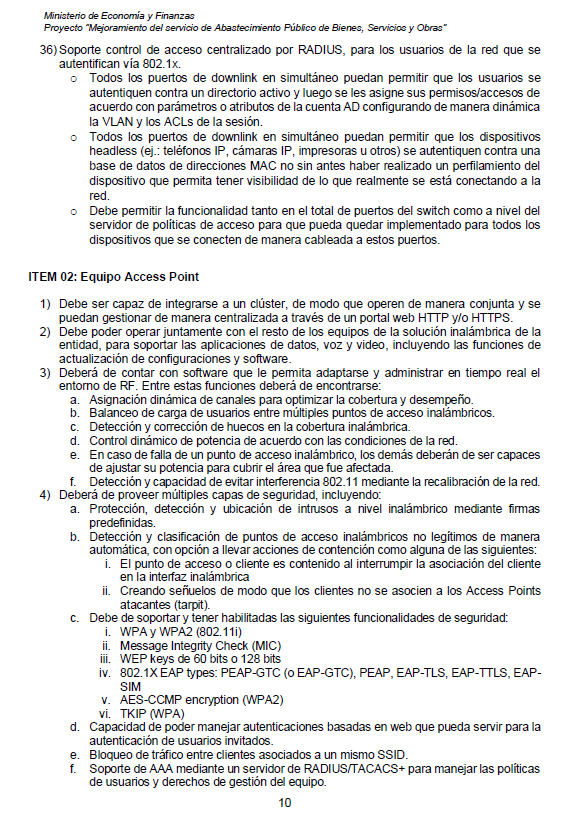 Ministerio de Economía y Finanzas
Proyecto "Mejoramiento del servicio de Abastecimiento Público de Bienes, Servicios y Obras"
36) Soporte control de acceso centralizado por RADIUS, para los usuarios de la red que se
autentifican vía 802.1x.
o Todos los puertos de downlink en simultáneo puedan permitir que los usuarios se
autentiquen contra un directorio activo y luego se les asigne sus permisos/accesos de
acuerdo con parámetros o atributos de la cuenta AD configurando de manera dinámica
la VLAN y los ACLs de la sesión.
o Todos los puertos de downlink en simultáneo puedan permitir que los dispositivos
headless (ej.: teléfonos IP, cámaras IP, impresoras u otros) se autentiquen contra una
base de datos de direcciones MAC no sin antes haber realizado un perfilamiento del
dispositivo que permita tener visibilidad de lo que realmente se está conectando a la
red.
o Debe permitir la funcionalidad tanto en el total de puertos del switch como a nivel del
servidor de políticas de acceso para que pueda quedar implementado para todos los
dispositivos que se conecten de manera cableada a estos puertos.
ITEM 02: Equipo Access Point
1) Debe ser capaz de integrarse a un clúster, de modo que operen de manera conjunta y se
puedan gestionar de manera centralizada a través de un portal web HTTP y/o HTTPS.
2) Debe poder operar juntamente con el resto de los equipos de la solución inalámbrica de la
entidad, para soportar las aplicaciones de datos, voz y video, incluyendo las funciones de
actualización de configuraciones y software.
3) Deberá de contar con software que le permita adaptarse y administrar en tiempo real el
entorno de RF. Entre estas funciones deberá de encontrarse:
a. Asignación dinámica de canales para optimizar la cobertura y desempeño.
b. Balanceo de carga de usuarios entre múltiples puntos de acceso inalámbricos.
c. Detección y corrección de huecos en la cobertura inalámbrica.
d. Control dinámico de potencia de acuerdo con las condiciones de la red.
e. En caso de falla de un punto de acceso inalámbrico, los demás deberán de ser capaces
de ajustar su potencia para cubrir el área que fue afectada.
f. Detección y capacidad de evitar interferencia 802.11 mediante la recalibración de la red.
4) Deberá de proveer múltiples capas de seguridad, incluyendo:
a. Protección, detección y ubicación de intrusos a nivel inalámbrico mediante firmas
predefinidas.
b. Detección y clasificación de puntos de acceso inalámbricos no legítimos de manera
automática, con opción a llevar acciones de contención como alguna de las siguientes:
i. El punto de acceso o cliente es contenido al interrumpir la asociación del cliente
en la interfaz inalámbrica
ii. Creando señuelos de modo que los clientes no se asocien a los Access Points
atacantes (tarpit).
c. Debe de soportar y tener habilitadas las siguientes funcionalidades de seguridad:
i. WPA y WPA2 (802.11i)
ii. Message Integrity Check (MIC)
iii. WEP keys de 60 bits o 128 bits
iv. 802.1X EAP types: PEAP-GTC (o EAP-GTC), PEAP, EAP-TLS, EAP-TTLS, EAP-
SIM
v. AES-CCMP encryption (WPA2)
vi. TKIP (WPA)
d. Capacidad de poder manejar autenticaciones basadas en web que pueda servir para la
autenticación de usuarios invitados.
e. Bloqueo de tráfico entre clientes asociados a un mismo SSID.
f. Soporte de AAA mediante un servidor de RADIUS/TACACS+ para manejar las políticas
de usuarios y derechos de gestión del equipo.
10